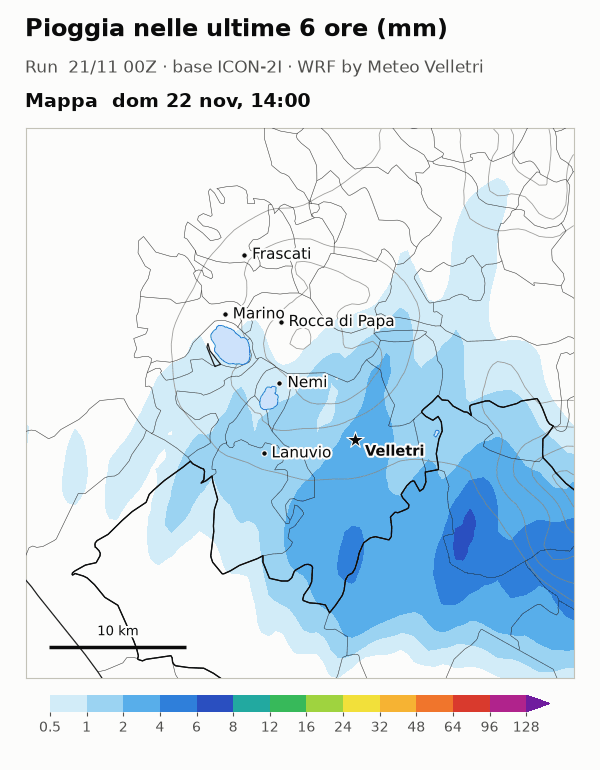 Pioggia nelle ultime 6 ore (mm)
Run 21/11 00Z · base ICON-2I · WRF by Meteo Velletri
Mappa dom 22 nov, 14:00
Frascati
Marino
Rocca di Papa
Nemi
Velletri
Lanuvio
10 km
0.5 1 2 4 6 8 12 16 24 32 48 64 96 128